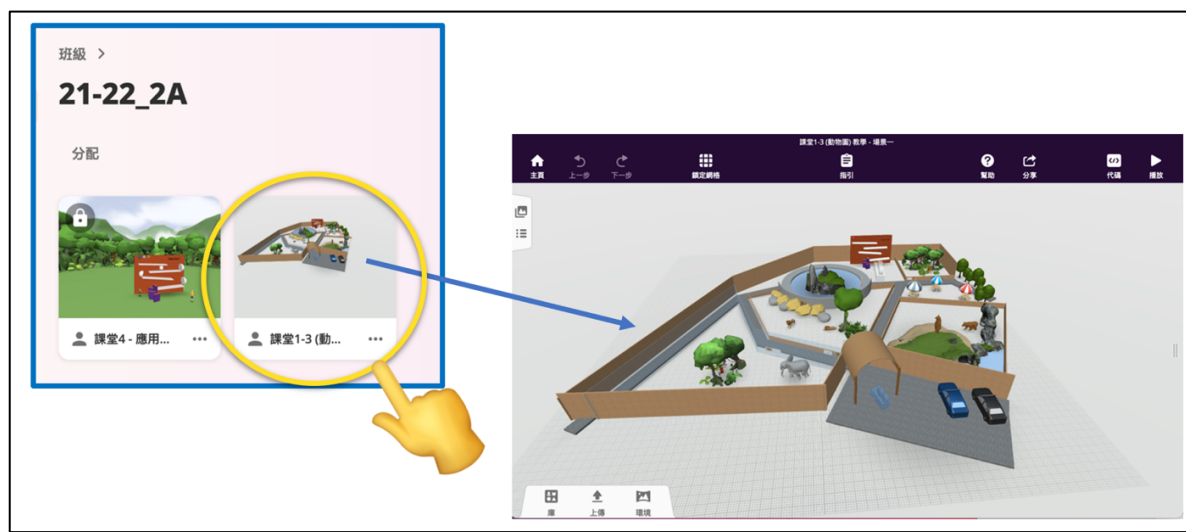 班級 >
21-22_2A
分配
課堂4 - 應用... •••
課堂1-3 (動... •••
課堂1-3 (動物園) 教學 - 場景一
主頁 上一步 下一步 鎖定網格 指引 幫助 分享 代碼 播放
庫 上傳 環境